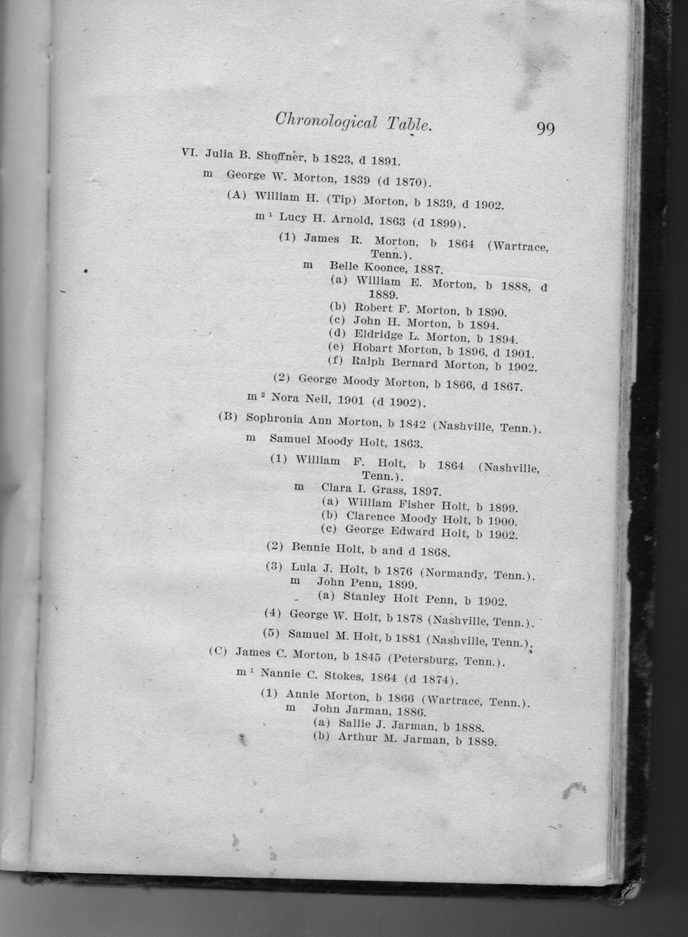 Chronological Table.
99
VI. Julia B. Shoffner, b 1823, d 1891.
m George W. Morton, 1839 (d 1870).
(A) William H. (Tip) Morton, b 1839, d 1902.
m¹ Lucy H. Arnold, 1863 (d 1899).
(1) James R. Morton, b 1864 (Wartrace,
Tenn.).
m Belle Koonce, 1887.
(a) William E. Morton, b 1888, d
1889.
(b) Robert F. Morton, b 1890.
(c) John H. Morton, b 1894.
(d) Eldridge L. Morton, b 1894.
(e) Hobart Morton, b 1896, d 1901.
(f) Ralph Bernard Morton, b 1902.
(2) George Moody Morton, b 1866, d 1867.
m² Nora Neil, 1901 (d 1902).
(B) Sophronia Ann Morton, b 1842 (Nashville, Tenn.).
m Samuel Moody Holt, 1863.
(1) William F. Holt, b 1864 (Nashville,
Tenn.).
m Clara I. Grass, 1897.
(a) William Fisher Holt, b 1899.
(b) Clarence Moody Holt, b 1900.
(c) George Edward Holt, b 1902.
(2) Bennie Holt, b and d 1868.
(3) Lula J. Holt, b 1876 (Normandy, Tenn.).
m John Penn, 1899.
(a) Stanley Holt Penn, b 1902.
(4) George W. Holt, b 1878 (Nashville, Tenn.).
(5) Samuel M. Holt, b 1881 (Nashville, Tenn.).
(C) James C. Morton, b 1845 (Petersburg, Tenn.).
m¹ Nannie C. Stokes, 1864 (d 1874).
(1) Annie Morton, b 1866 (Wartrace, Tenn.).
m John Jarman, 1886.
(a) Sallie J. Jarman, b 1888.
(b) Arthur M. Jarman, b 1889.